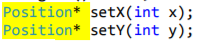 Position* setX(int x);
Position* setY(int y);